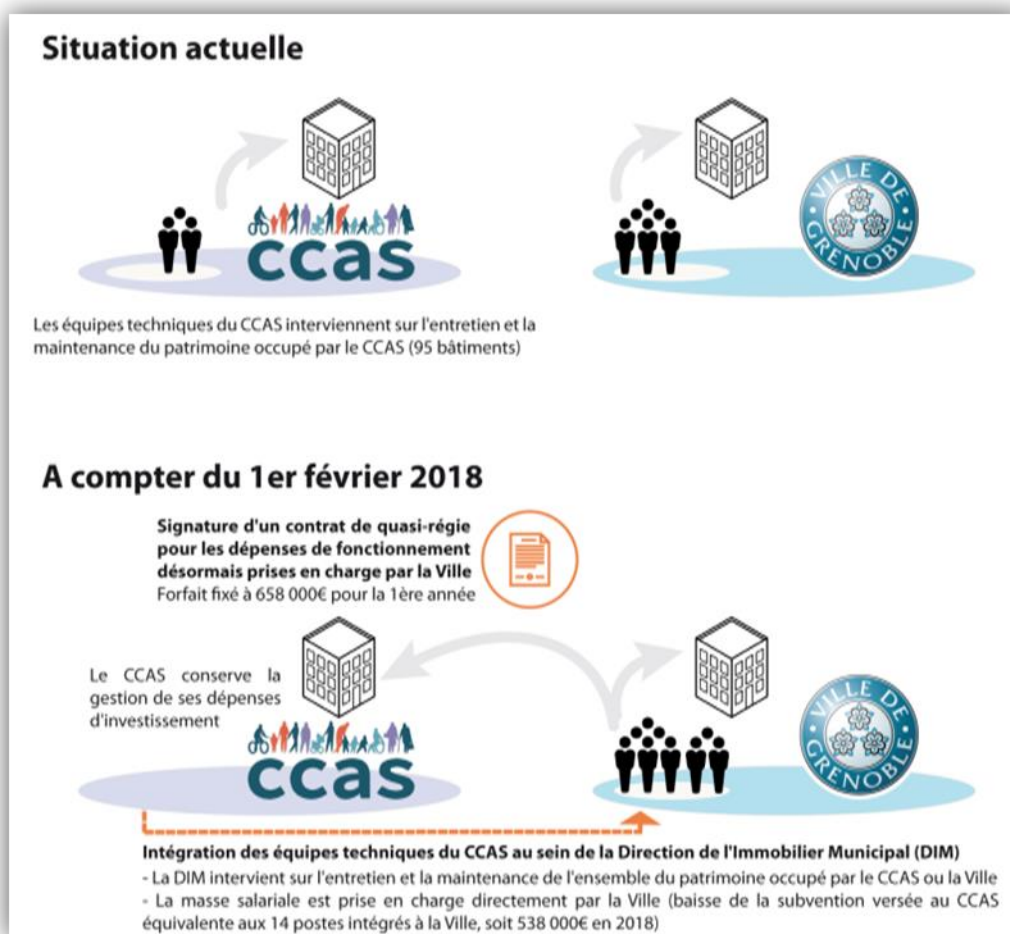 Situation actuelle
ccas
VILLE DE GRENOBLE
Les équipes techniques du CCAS interviennent sur l'entretien et la
maintenance du patrimoine occupé par le CCAS (95 bâtiments)
A compter du 1er février 2018
Signature d'un contrat de quasi-régie
pour les dépenses de fonctionnement
désormais prises en charge par la Ville
Forfait fixé à 658 000€ pour la 1ère année
Le CCAS conserve la
gestion de ses dépenses
d'investissement
ccas
VILLE DE GRENOBLE
Intégration des équipes techniques du CCAS au sein de la Direction de l'Immobilier Municipal (DIM)
- La DIM intervient sur l'entretien et la maintenance de l'ensemble du patrimoine occupé par le CCAS ou la Ville
- La masse salariale est prise en charge directement par la Ville (baisse de la subvention versée au CCAS
équivalente aux 14 postes intégrés à la Ville, soit 538 000€ en 2018)